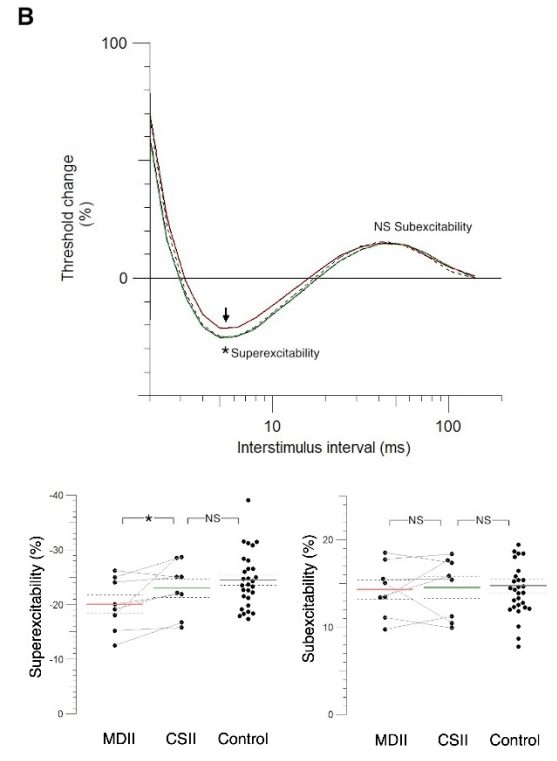 B
100
0
Threshold change
(%)
NS Subexcitability
* Superexcitability
10 100
Interstimulus interval (ms)
-40
-30
-20
-10
0
Superexcitability (%)
* NS
MDII CSII Control
20
10
0
Subexcitability (%)
NS NS
MDII CSII Control